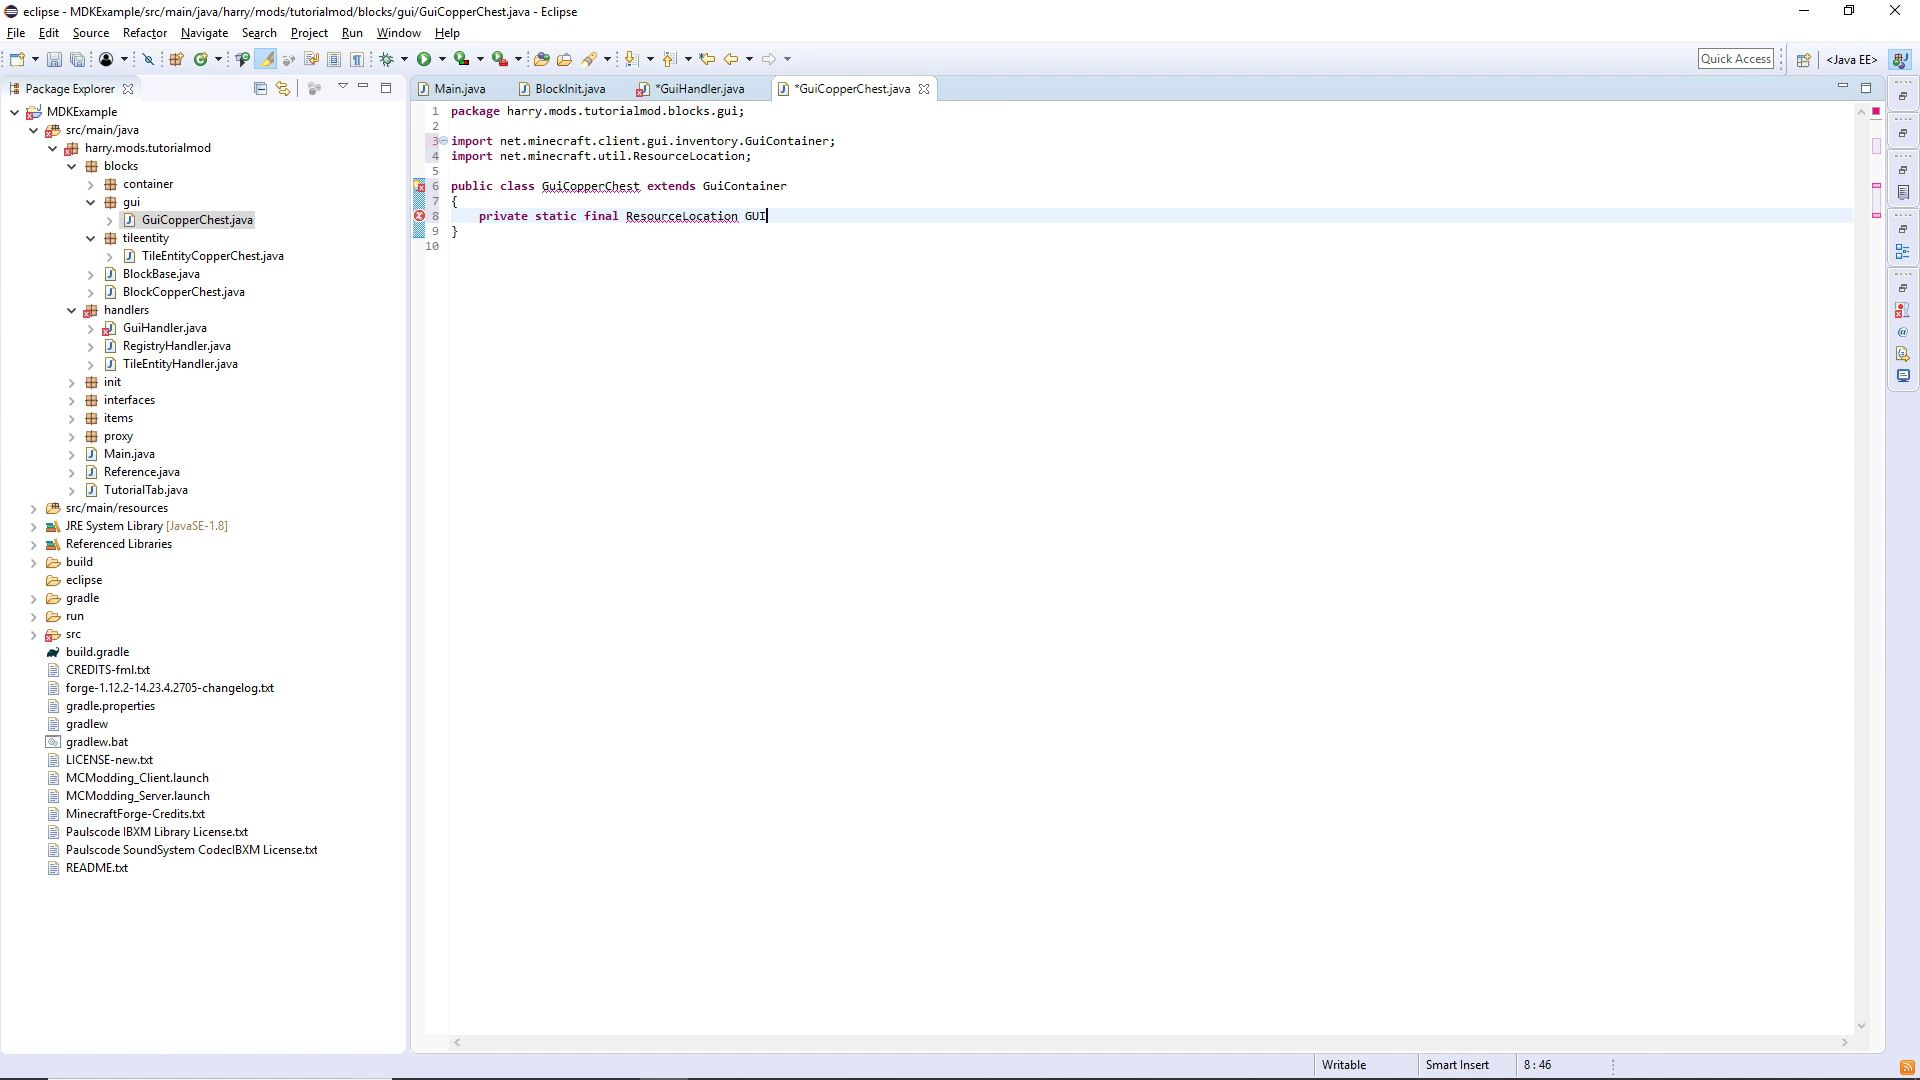 eclipse - MDKExample/src/main/java/harry/mods/tutorialmod/blocks/gui/GuiCopperChest.java - Eclipse
File Edit Source Refactor Navigate Search Project Run Window Help
Quick Access
<Java EE>
Package Explorer
Main.java
BlockInit.java
*GuiHandler.java
*GuiCopperChest.java
MDKExample
src/main/java
harry.mods.tutorialmod
blocks
container
gui
GuiCopperChest.java
tileentity
TileEntityCopperChest.java
BlockBase.java
BlockCopperChest.java
handlers
GuiHandler.java
RegistryHandler.java
TileEntityHandler.java
init
interfaces
items
proxy
Main.java
Reference.java
TutorialTab.java
src/main/resources
JRE System Library [JavaSE-1.8]
Referenced Libraries
build
eclipse
gradle
run
src
build.gradle
CREDITS-fml.txt
forge-1.12.2-14.23.4.2705-changelog.txt
gradle.properties
gradlew
gradlew.bat
LICENSE-new.txt
MCModding_Client.launch
MCModding_Server.launch
MinecraftForge-Credits.txt
Paulscode IBXM Library License.txt
Paulscode SoundSystem CodecIBXM License.txt
README.txt
1 package harry.mods.tutorialmod.blocks.gui;
2
3 import net.minecraft.client.gui.inventory.GuiContainer;
4 import net.minecraft.util.ResourceLocation;
5
6 public class GuiCopperChest extends GuiContainer
7 {
8 private static final ResourceLocation GUI
9 }
10
Writable
Smart Insert
8 : 46